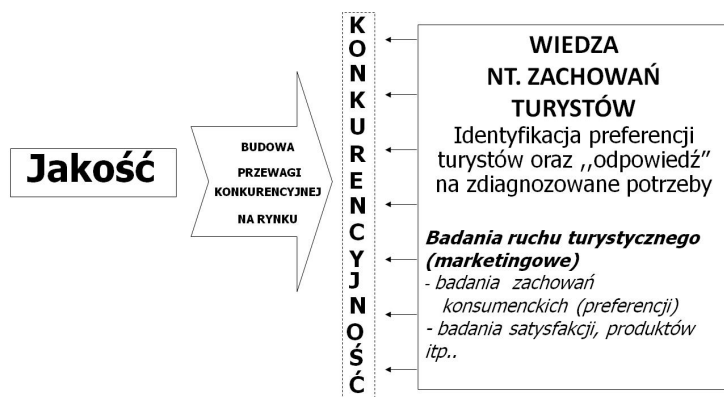 Jakość
BUDOWA
PRZEWAGI
KONKURENCYJNEJ
NA RYNKU
KONKURENCYJNOŚĆ
WIEDZA
NT. ZACHOWAŃ
TURYSTÓW
Identyfikacja preferencji
turystów oraz ,,odpowiedź”
na zdiagnozowane potrzeby
Badania ruchu turystycznego
(marketingowe)
- badania zachowań
konsumenckich (preferencji)
- badania satysfakcji, produktów
itp..